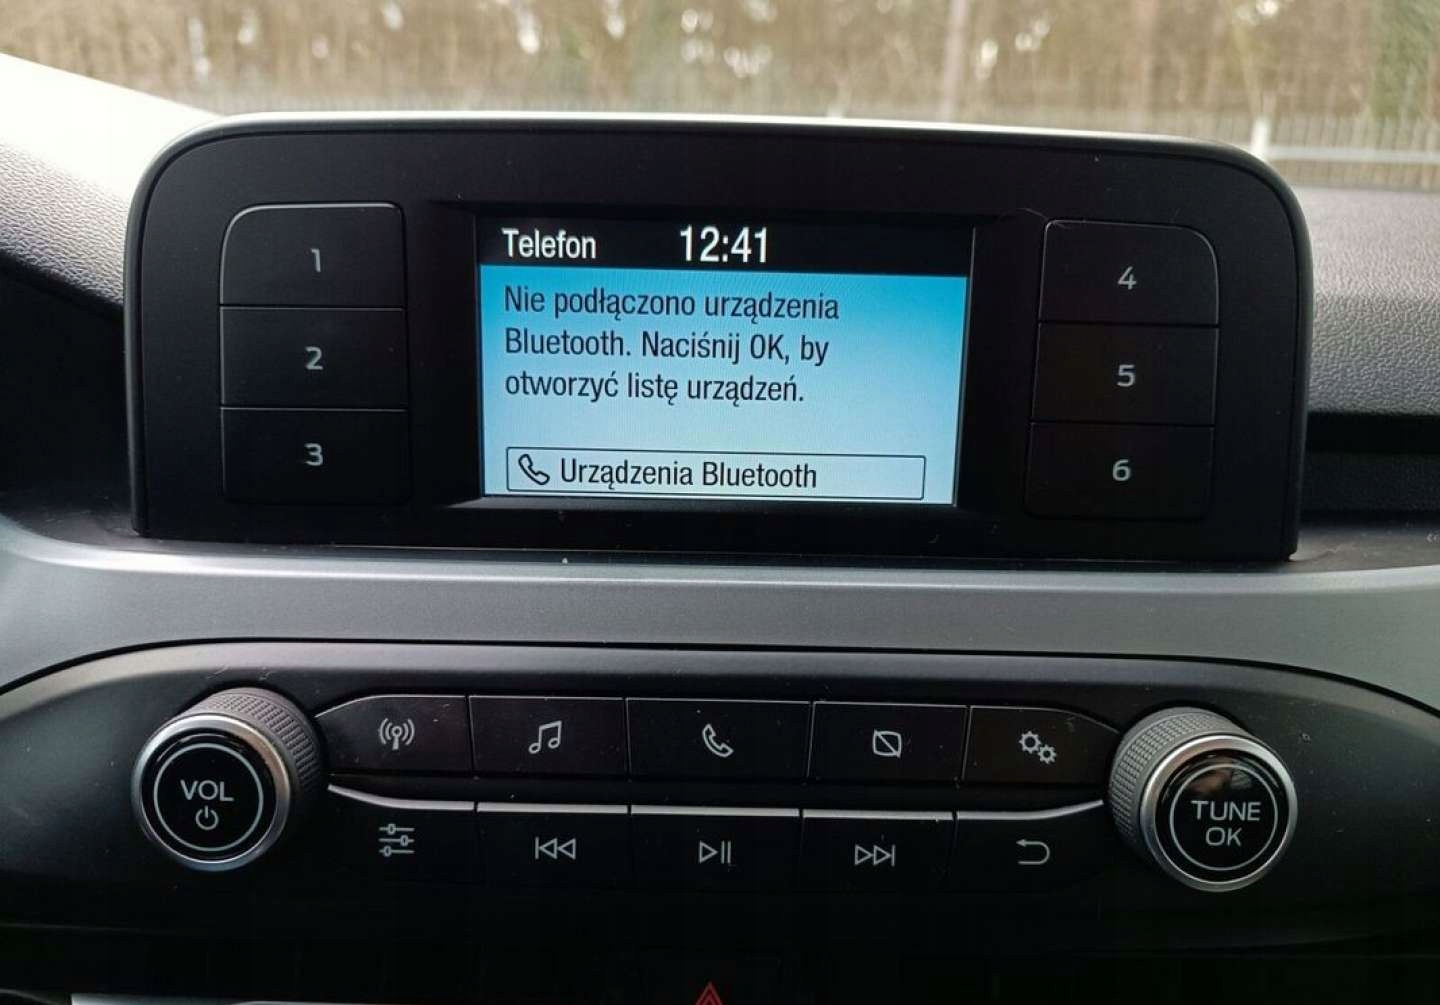 Telefon 12:41
Nie podłączono urządzenia
Bluetooth. Naciśnij OK, by
otworzyć listę urządzeń.
Urządzenia Bluetooth
1
2
3
4
5
6
VOL
TUNE
OK